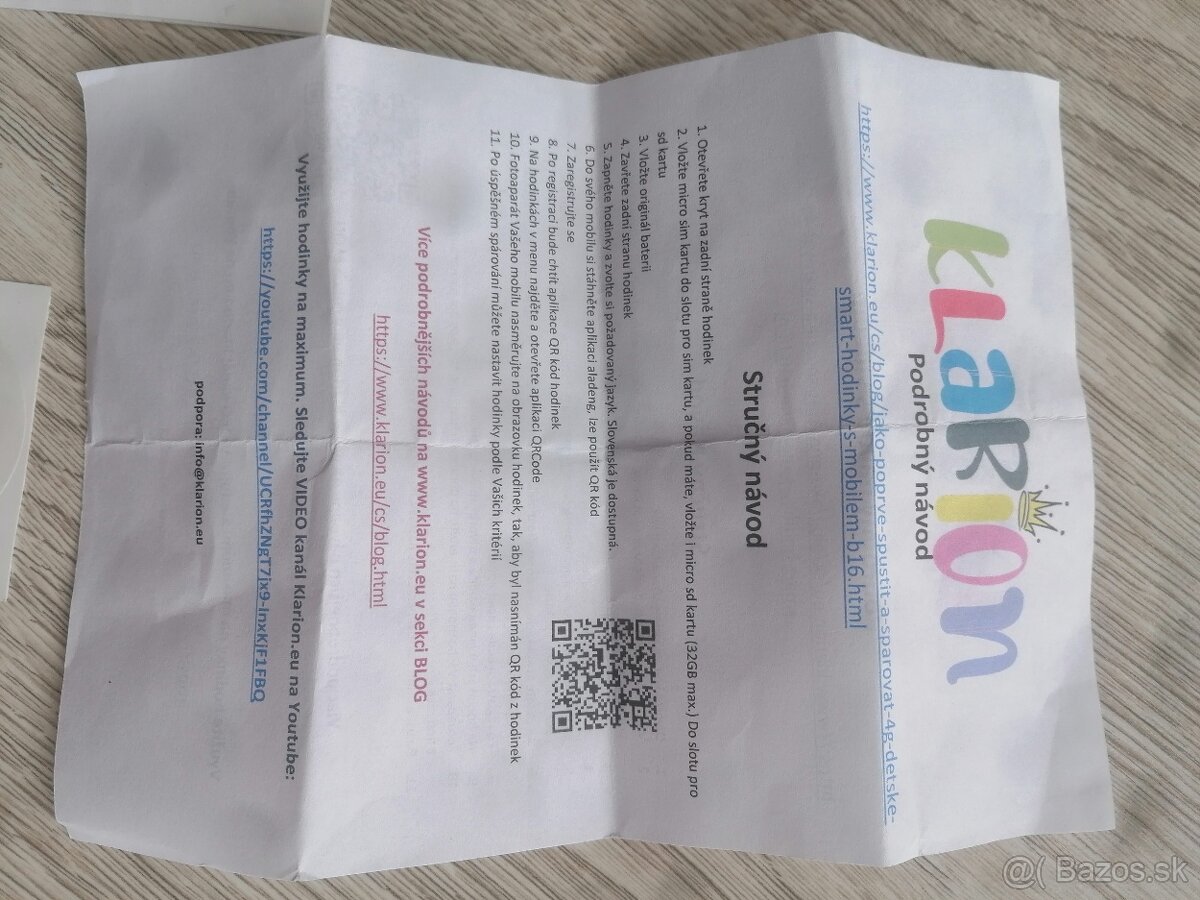 KLARION
Podrobný návod
https://www.klarion.eu/cs/blog/jako-poprve-spustit-a-sparovat-4g-detske-
smart-hodinky-s-mobilem-b16.html
Stručný návod
1. Otevřete kryt na zadní straně hodinek
2. Vložte micro sim kartu do slotu pro sim kartu, a pokud máte, vložte i micro sd kartu (32GB max.) Do slotu pro
sd kartu
3. Vložte originál baterii
4. Zavřete zadní stranu hodinek
5. Zapněte hodinky a zvolte si požadovaný jazyk. Slovenská je dostupná.
6. Do svého mobilu si stáhněte aplikaci aladeng, lze použít QR kód
7. Zaregistrujte se
8. Po registraci bude chtít aplikace QR kód hodinek
9. Na hodinkách v menu najděte a otevřete aplikaci QRCode
10. Fotoaparát Vašeho mobilu nasměrujte na obrazovku hodinek, tak, aby byl nasnímán QR kód z hodinek
11. Po úspěšném spárování můžete nastavit hodinky podle Vašich kritérií
Více podrobnějších návodů na www.klarion.eu v sekci BLOG
https://www.klarion.eu/cs/blog.html
Využijte hodinky na maximum. Sledujte VIDEO kanál Klarion.eu na Youtube:
https://youtube.com/channel/UCRfhZNgT7jx9-InxKjF1FBQ
podpora: info@klarion.eu
@( Bazos.sk